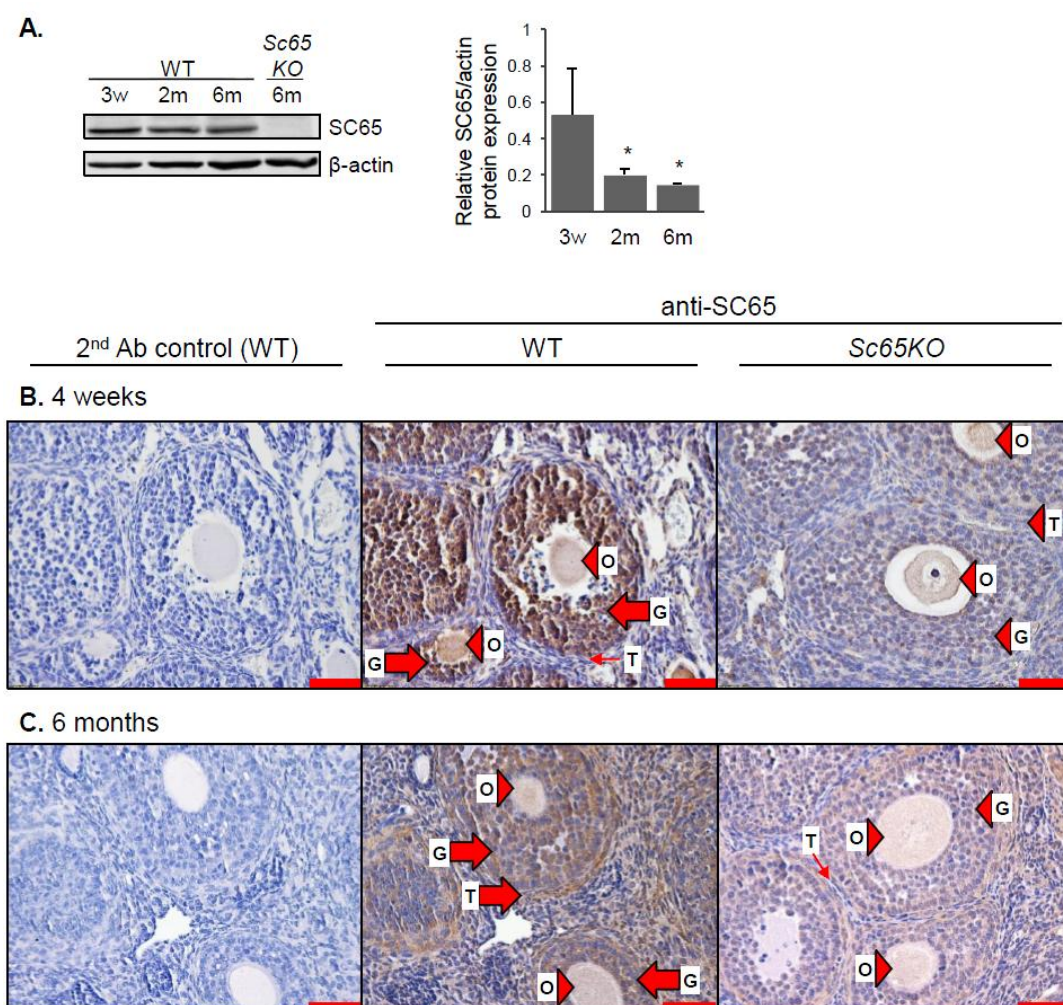 A.
Sc65
KO
WT
3w 2m 6m 6m
SC65
β-actin
Relative SC65/actin
protein expression
1
0.8
0.6
0.4
0.2
0
* *
3w 2m 6m
anti-SC65
2nd Ab control (WT) WT Sc65KO
B. 4 weeks
O
T
O
O
G
G
O
G
T
C. 6 months
O
G
T
O
G
G
O
T
O